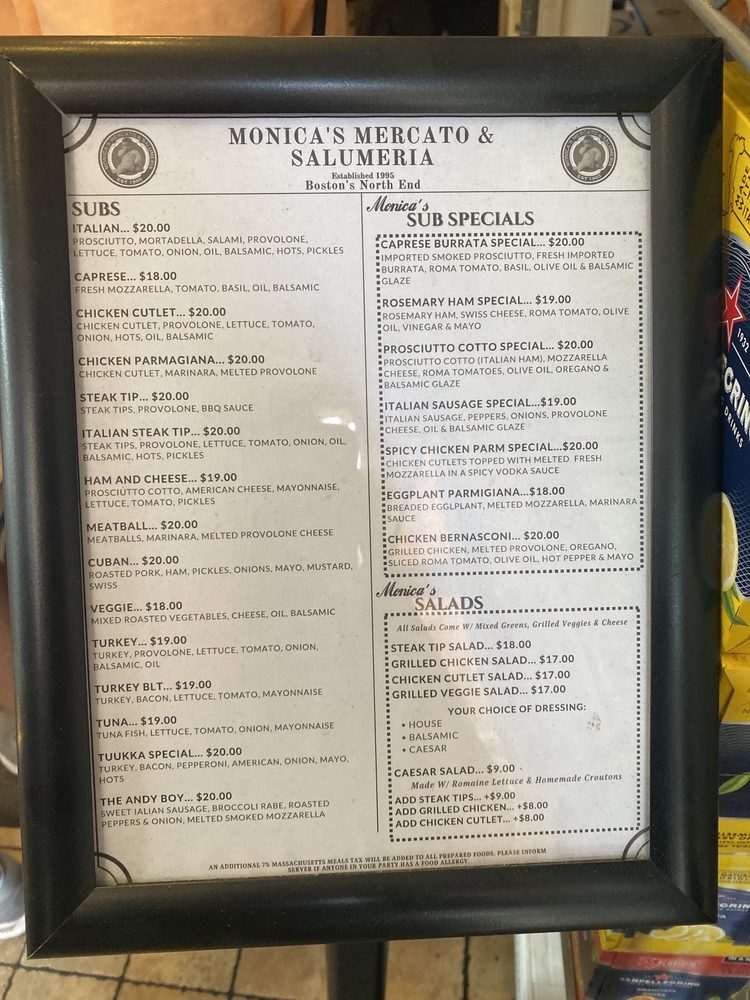 MONICA'S MERCATO &
SALUMERIA
Established 1995
Boston's North End
SUBS
ITALIAN... $20.00
PROSCIUTTO, MORTADELLA, SALAMI, PROVOLONE,
LETTUCE, TOMATO, ONION, OIL, BALSAMIC, HOTS, PICKLES
CAPRESE... $18.00
FRESH MOZZARELLA, TOMATO, BASIL, OIL, BALSAMIC
CHICKEN CUTLET... $20.00
CHICKEN CUTLET, PROVOLONE, LETTUCE, TOMATO,
ONION, HOTS, OIL, BALSAMIC
CHICKEN PARMAGIANA... $20.00
CHICKEN CUTLET, MARINARA, MELTED PROVOLONE
STEAK TIP... $20.00
STEAK TIPS, PROVOLONE, BBQ SAUCE
ITALIAN STEAK TIP... $20.00
STEAK TIPS, PROVOLONE, LETTUCE, TOMATO, ONION, OIL,
BALSAMIC, HOTS, PICKLES
HAM AND CHEESE... $19.00
PROSCIUTTO COTTO, AMERICAN CHEESE, MAYONNAISE,
LETTUCE, TOMATO, PICKLES
MEATBALL... $20.00
MEATBALLS, MARINARA, MELTED PROVOLONE CHEESE
CUBAN... $20.00
ROASTED PORK, HAM, PICKLES, ONIONS, MAYO, MUSTARD,
SWISS
VEGGIE... $18.00
MIXED ROASTED VEGETABLES, CHEESE, OIL, BALSAMIC
TURKEY... $19.00
TURKEY, PROVOLONE, LETTUCE, TOMATO, ONION,
BALSAMIC, OIL
TURKEY BLT... $19.00
TURKEY, BACON, LETTUCE, TOMATO, MAYONNAISE
TUNA... $19.00
TUNA FISH, LETTUCE, TOMATO, ONION, MAYONNAISE
TUUKKA SPECIAL... $20.00
TURKEY, BACON, PEPPERONI, AMERICAN, ONION, MAYO,
HOTS
THE ANDY BOY... $20.00
SWEET IALIAN SAUSAGE, BROCCOLI RABE, ROASTED
PEPPERS & ONION, MELTED SMOKED MOZZARELLA
Monica's
SUB SPECIALS
CAPRESE BURRATA SPECIAL... $20.00
IMPORTED SMOKED PROSCIUTTO, FRESH IMPORTED
BURRATA, ROMA TOMATO, BASIL, OLIVE OIL & BALSAMIC
GLAZE
ROSEMARY HAM SPECIAL... $19.00
ROSEMARY HAM, SWISS CHEESE, ROMA TOMATO, OLIVE
OIL, VINEGAR & MAYO
PROSCIUTTO COTTO SPECIAL... $20.00
PROSCIUTTO COTTO (ITALIAN HAM), MOZZARELLA
CHEESE, ROMA TOMATOES, OLIVE OIL, OREGANO &
BALSAMIC GLAZE
ITALIAN SAUSAGE SPECIAL...$19.00
ITALIAN SAUSAGE, PEPPERS, ONIONS, PROVOLONE
CHEESE, OIL & BALSAMIC GLAZE
SPICY CHICKEN PARM SPECIAL...$20.00
CHICKEN CUTLETS TOPPED WITH MELTED FRESH
MOZZARELLA IN A SPICY VODKA SAUCE
EGGPLANT PARMIGIANA...$18.00
BREADED EGGLPLANT, MELTED MOZZARELLA, MARINARA
SAUCE
CHICKEN BERNASCONI... $20.00
GRILLED CHICKEN, MELTED PROVOLONE, OREGANO,
SLICED ROMA TOMATO, OLIVE OIL, HOT PEPPER & MAYO
Monica's
SALADS
All Salads Come W/ Mixed Greens, Grilled Veggies & Cheese
STEAK TIP SALAD... $18.00
GRILLED CHICKEN SALAD... $17.00
CHICKEN CUTLET SALAD... $17.00
GRILLED VEGGIE SALAD... $17.00
YOUR CHOICE OF DRESSING:
• HOUSE
• BALSAMIC
• CAESAR
CAESAR SALAD... $9.00
Made W/ Romaine Lettuce & Homemade Croutons
ADD STEAK TIPS... +$9.00
ADD GRILLED CHICKEN... +$8.00
ADD CHICKEN CUTLET... +$8.00
AN ADDITIONAL 7% MASSACHUSETTS MEALS TAX WILL BE ADDED TO ALL PREPARED FOODS. PLEASE INFORM
SERVER IF ANYONE IN YOUR PARTY HAS A FOOD ALLERGY.
DRINKS
SANPELLEGRINO